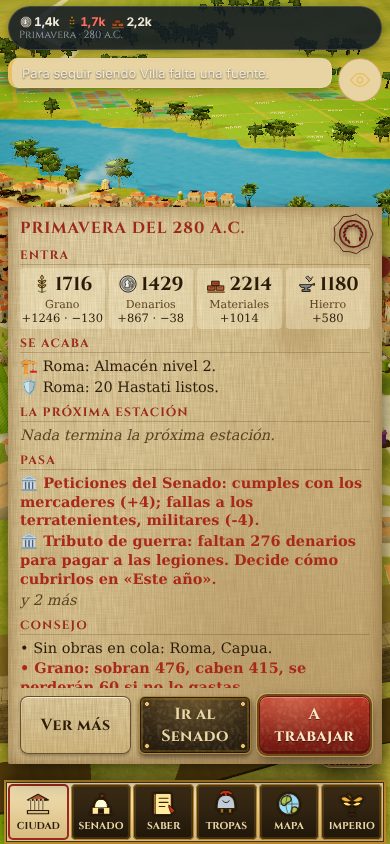 1,4k 1,7k 2,2k
Primavera · 280 a.C.
Para seguir siendo Villa falta una fuente.
Primavera del 280 a.C.
Entra
1716 1429 2214 1180
Grano Denarios Materiales Hierro
+1246 · −130 +867 · −38 +1014 +580
Se acaba
Roma: Almacén nivel 2.
Roma: 20 Hastati listos.
La próxima estación
Nada termina la próxima estación.
Pasa
Peticiones del Senado: cumples con los
mercaderes (+4); fallas a los
terratenientes, militares (-4).
Tributo de guerra: faltan 276 denarios
para pagar a las legiones. Decide cómo
cubrirlos en «Este año».
y 2 más
Consejo
• Sin obras en cola: Roma, Capua.
• Grano: sobran 476, caben 415, se
perderán 60 si no lo gastas.
Ver más
Ir al
Senado
A
trabajar
Ciudad Senado Saber Tropas Mapa Imperio